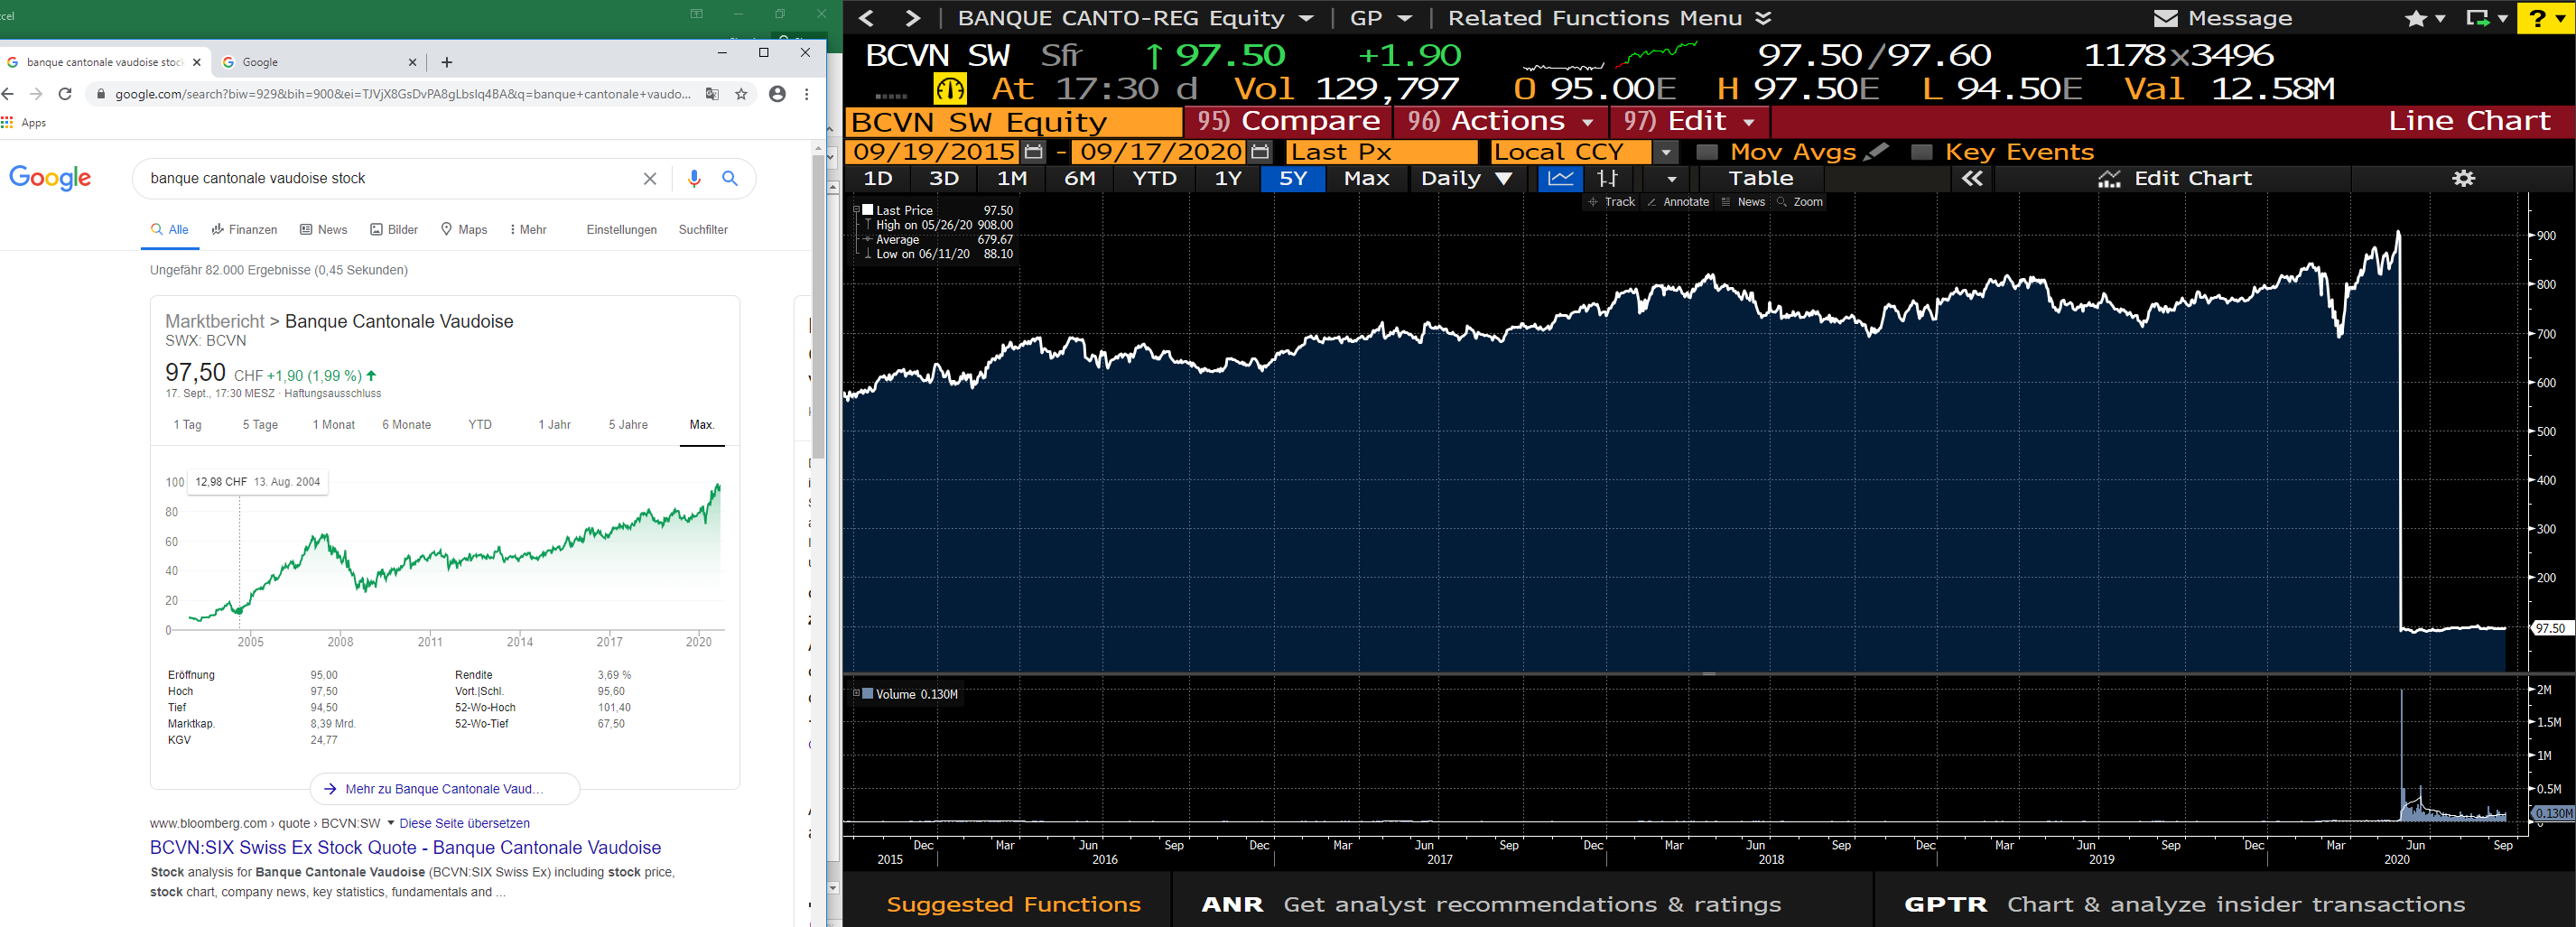 xcel
banque cantonale vaudoise stock
Google
google.com/search?biw=929&bih=900&ei=TJVjX8GsDvPA8gLbsIq4BA&q=banque+cantonale+vaudo...
Apps
Google
banque cantonale vaudoise stock
Alle Finanzen News Bilder Maps Mehr Einstellungen Suchfilter
Ungefähr 82.000 Ergebnisse (0,45 Sekunden)
Marktbericht > Banque Cantonale Vaudoise
SWX: BCVN
97,50 CHF +1,90 (1,99 %)
17. Sept., 17:30 MESZ · Haftungsausschluss
1 Tag 5 Tage 1 Monat 6 Monate YTD 1 Jahr 5 Jahre Max.
12,98 CHF 13. Aug. 2004
100
80
60
40
20
0
2005 2008 2011 2014 2017 2020
Eröffnung 95,00 Rendite 3,69 %
Hoch 97,50 Vort.|Schl. 95,60
Tief 94,50 52-Wo-Hoch 101,40
Marktkap. 8,39 Mrd. 52-Wo-Tief 67,50
KGV 24,77
Mehr zu Banque Cantonale Vaud…
www.bloomberg.com › quote › BCVN:SW Diese Seite übersetzen
BCVN:SIX Swiss Ex Stock Quote - Banque Cantonale Vaudoise
Stock analysis for Banque Cantonale Vaudoise (BCVN:SIX Swiss Ex) including stock price,
stock chart, company news, key statistics, fundamentals and ...
BANQUE CANTO-REG Equity GP Related Functions Menu Message ?
BCVN SW Sfr ↑ 97.50 +1.90 97.50/97.60 1178x3496
At 17:30 d Vol 129,797 O 95.00E H 97.50E L 94.50E Val 12.58M
BCVN SW Equity 95) Compare 96) Actions 97) Edit Line Chart
09/19/2015 - 09/17/2020 Last Px Local CCY Mov Avgs Key Events
1D 3D 1M 6M YTD 1Y 5Y Max Daily Table « Edit Chart
Track Annotate News Zoom
Last Price 97.50
High on 05/26/20 908.00
Average 679.67
Low on 06/11/20 88.10
900
800
700
600
500
400
300
200
97.50
Volume 0.130M
2M
1.5M
1M
0.5M
0.130M
0
Dec Mar Jun Sep Dec Mar Jun Sep Dec Mar Jun Sep Dec Mar Jun Sep Dec Mar Jun Sep
2015 2016 2017 2018 2019 2020
Suggested Functions ANR Get analyst recommendations & ratings GPTR Chart & analyze insider transactions